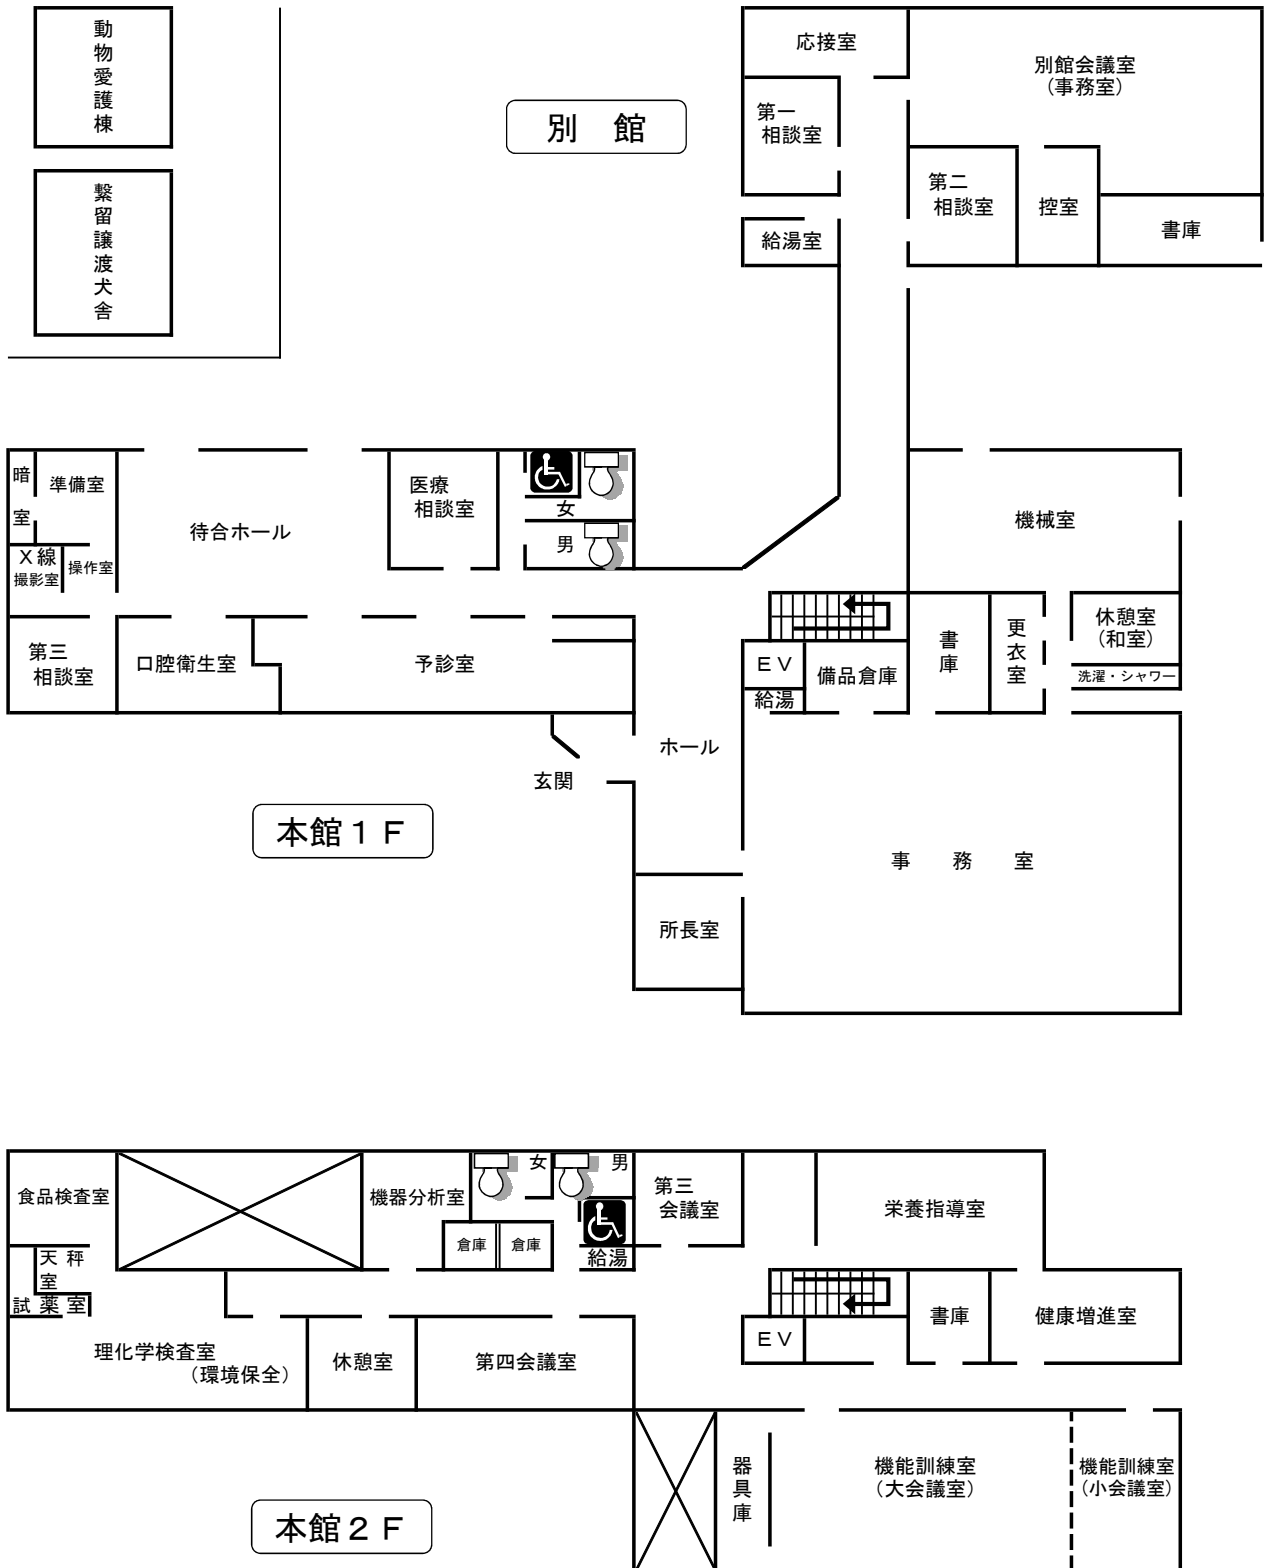 動物愛護棟
繋留譲渡犬舎
別　館
応接室
別館会議室
（事務室）
第一
相談室
第二
相談室
控室
書庫
給湯室
暗室
準備室
待合ホール
医療
相談室
女
男
Ｘ線
撮影室
操作室
機械室
第三
相談室
口腔衛生室
予診室
ＥＶ
給湯
備品倉庫
書庫
更衣室
休憩室
（和室）
洗濯・シャワー
ホール
玄関
本館１Ｆ
事　務　室
所長室
食品検査室
機器分析室
女
男
倉庫
倉庫
給湯
第三
会議室
栄養指導室
天秤
室
試薬室
理化学検査室
（環境保全）
休憩室
第四会議室
ＥＶ
書庫
健康増進室
器具庫
機能訓練室
（大会議室）
機能訓練室
（小会議室）
本館２Ｆ